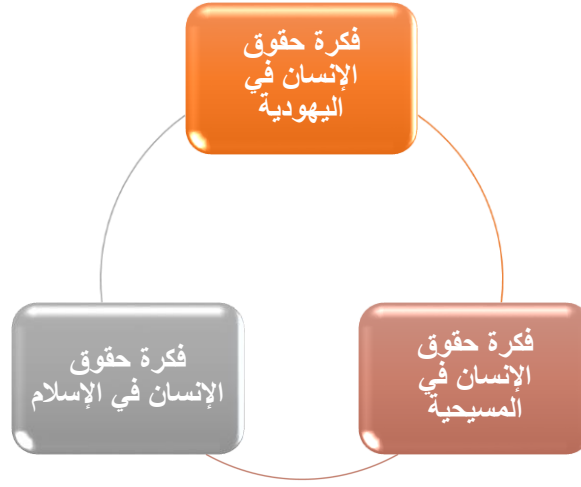 فكرة حقوق
الإنسان في
اليهودية
فكرة حقوق
الإنسان في
المسيحية
فكرة حقوق
الإنسان في الإسلام